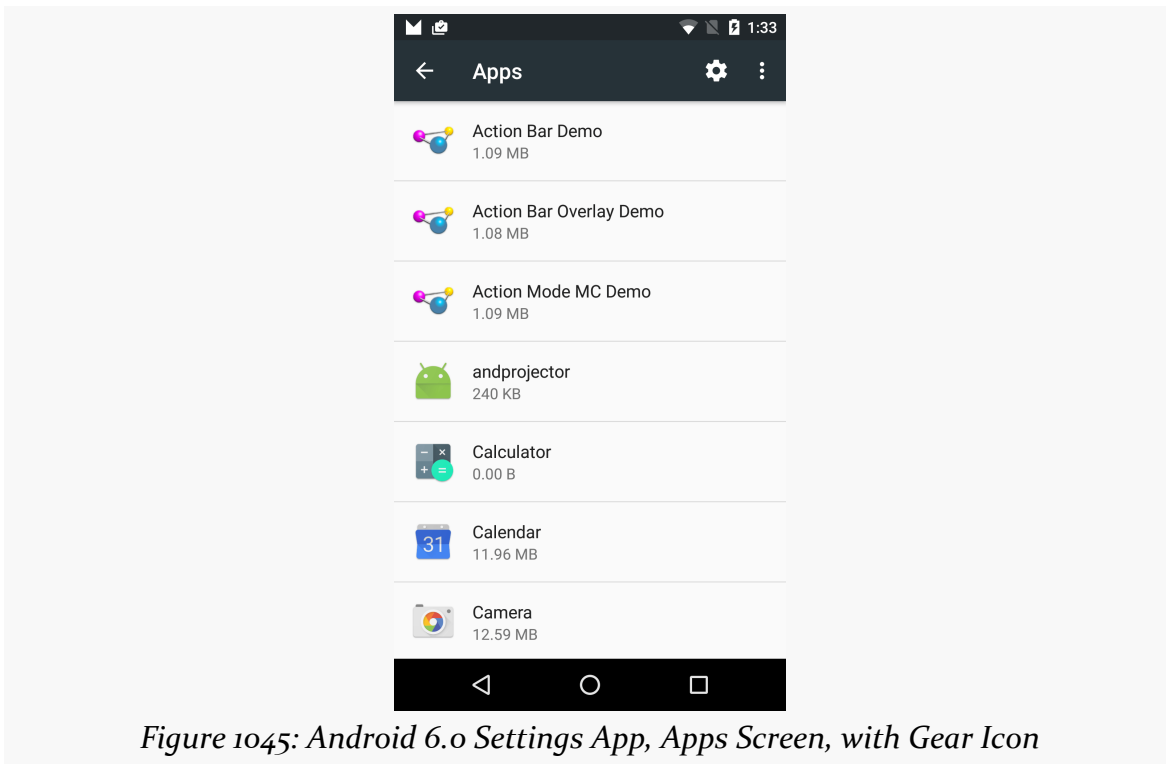 1:33
Apps
Action Bar Demo
1.09 MB
Action Bar Overlay Demo
1.08 MB
Action Mode MC Demo
1.09 MB
andprojector
240 KB
Calculator
0.00 B
31
Calendar
11.96 MB
Camera
12.59 MB
Figure 1045: Android 6.0 Settings App, Apps Screen, with Gear Icon